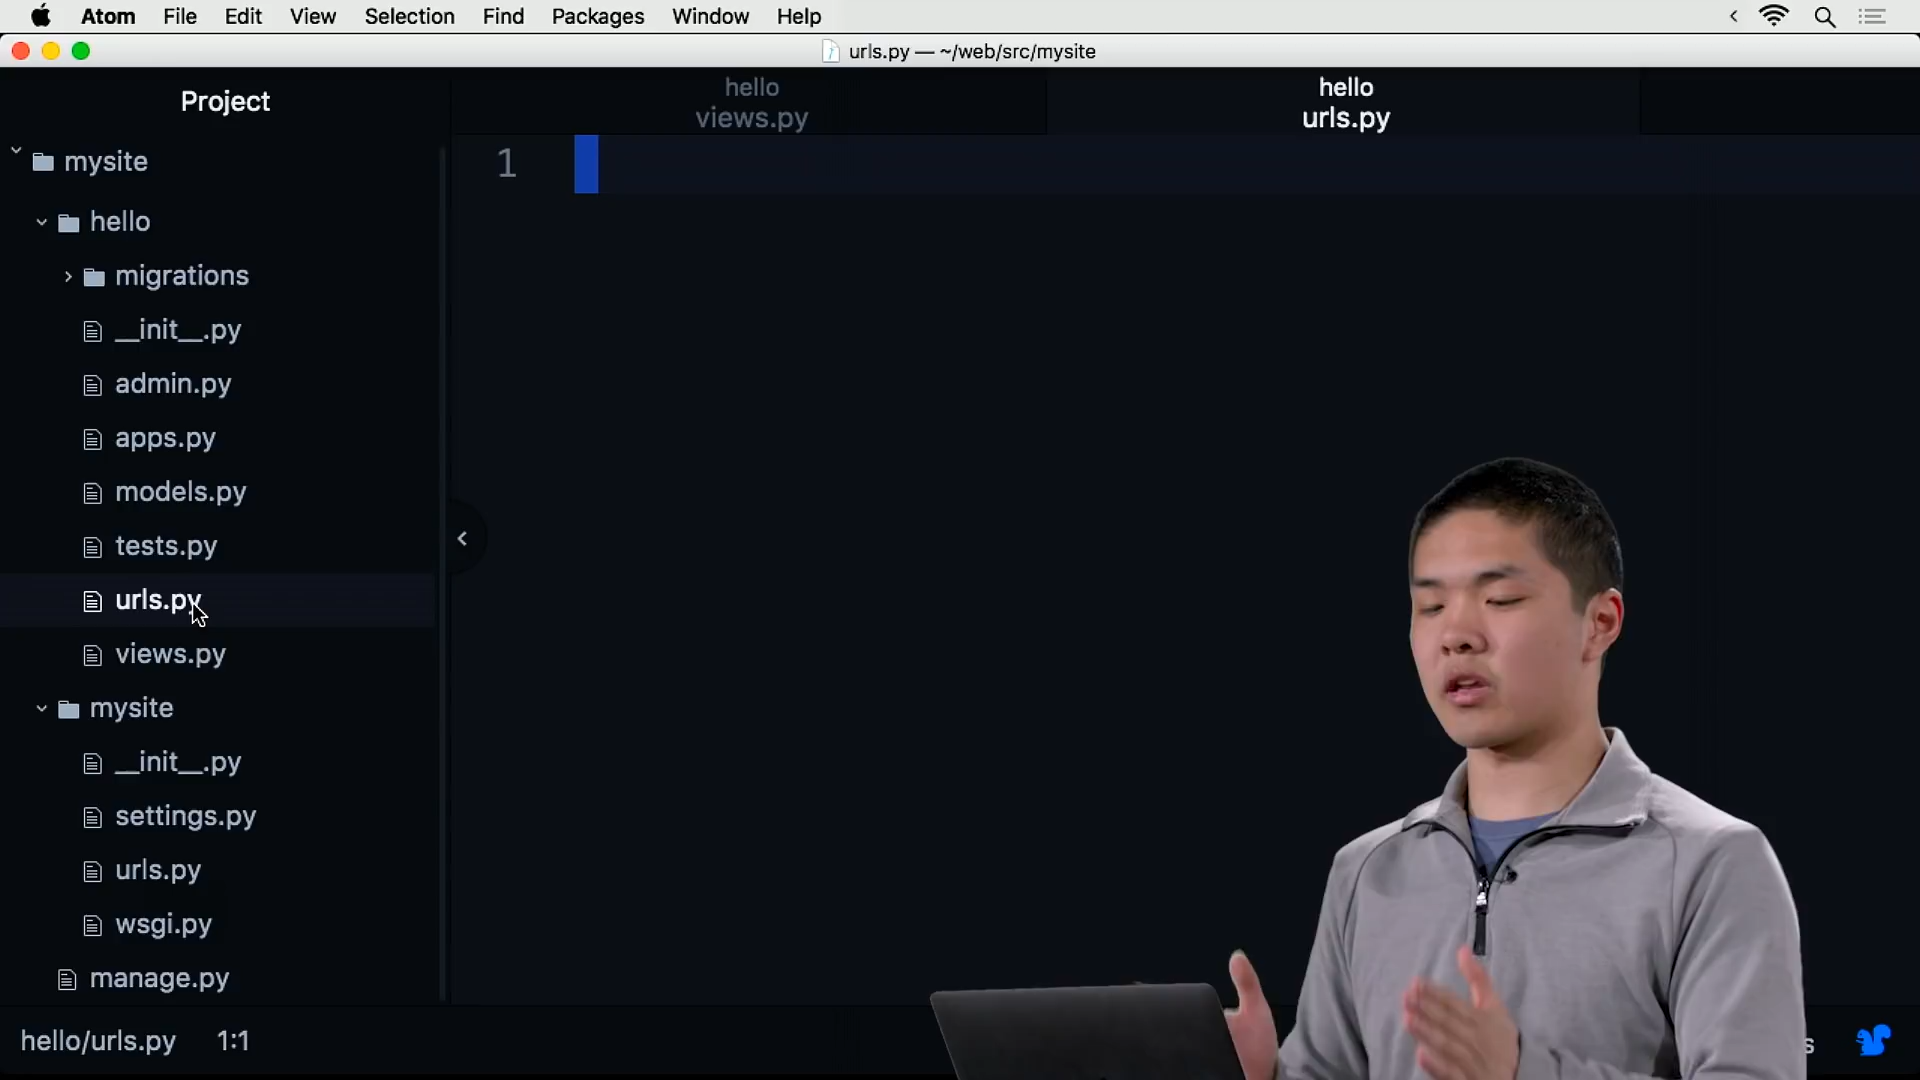 Atom File Edit View Selection Find Packages Window Help
urls.py — ~/web/src/mysite
Project
hello
views.py
hello
urls.py
mysite
hello
migrations
__init__.py
admin.py
apps.py
models.py
tests.py
urls.py
views.py
mysite
__init__.py
settings.py
urls.py
wsgi.py
manage.py
1
hello/urls.py 1:1